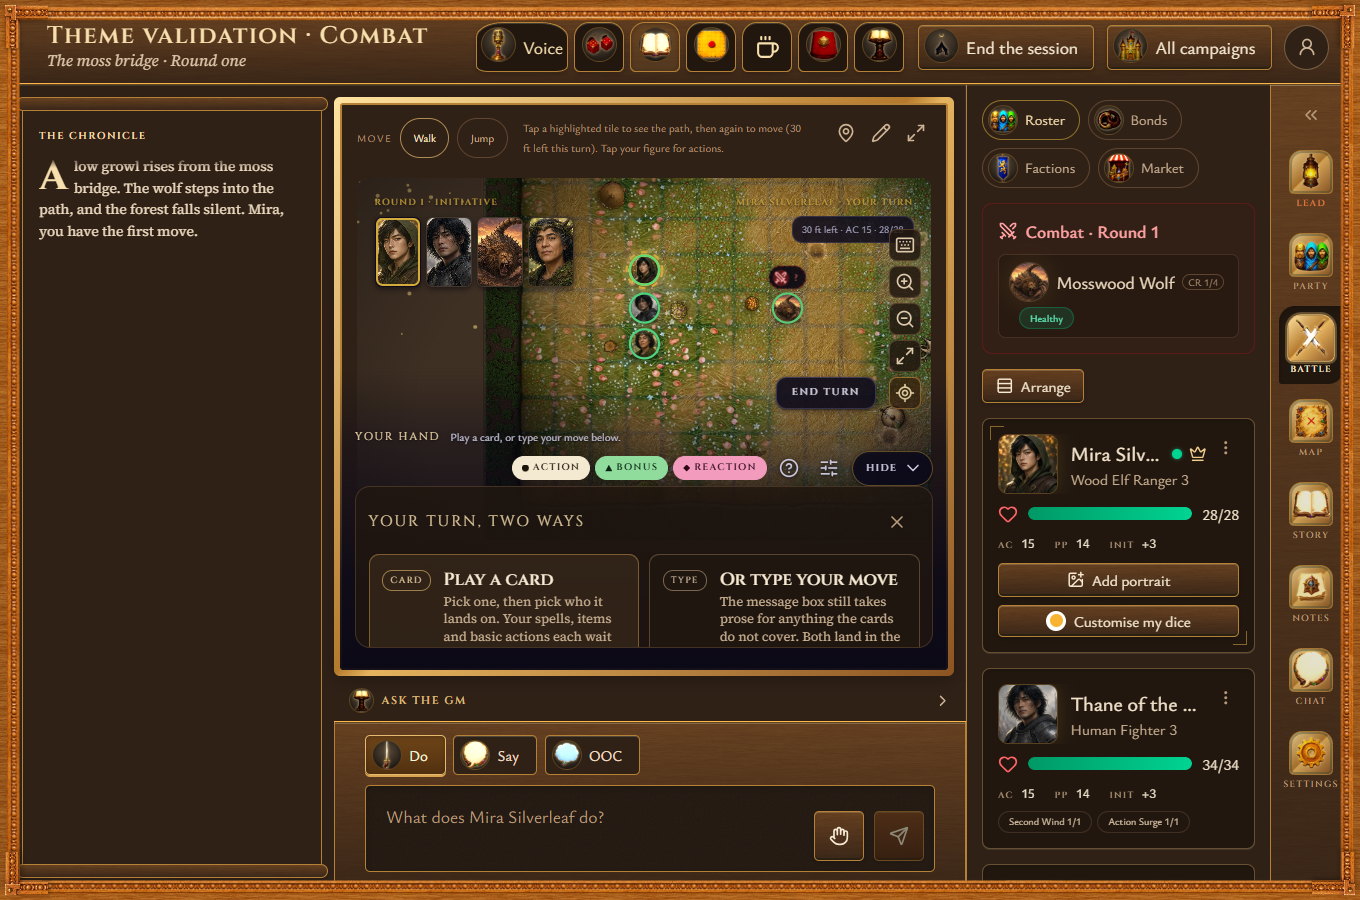 Theme validation · Combat
The moss bridge · Round one
Voice
End the session
All campaigns
THE CHRONICLE
A low growl rises from the moss
bridge. The wolf steps into the
path, and the forest falls silent. Mira,
you have the first move.
MOVE
Walk
Jump
Tap a highlighted tile to see the path, then again to move (30
ft left this turn). Tap your figure for actions.
ROUND 1 · INITIATIVE
MIRA SILVERLEAF · YOUR TURN
30 ft left · AC 15 · 28/28
END TURN
YOUR HAND
Play a card, or type your move below.
ACTION
BONUS
REACTION
HIDE
YOUR TURN, TWO WAYS
CARD
PLAY A CARD
Pick one, then pick who it
lands on. Your spells, items
and basic actions each wait
TYPE
OR TYPE YOUR MOVE
The message box still takes
prose for anything the cards
do not cover. Both land in the
ASK THE GM
Do
Say
OOC
What does Mira Silverleaf do?
Roster
Bonds
Factions
Market
Combat · Round 1
Mosswood Wolf
CR 1/4
Healthy
Arrange
Mira Silv...
Wood Elf Ranger 3
28/28
AC 15 PP 14 INIT +3
Add portrait
Customise my dice
Thane of the ...
Human Fighter 3
34/34
AC 15 PP 14 INIT +3
Second Wind 1/1
Action Surge 1/1
LEAD
PARTY
BATTLE
MAP
STORY
NOTES
CHAT
SETTINGS